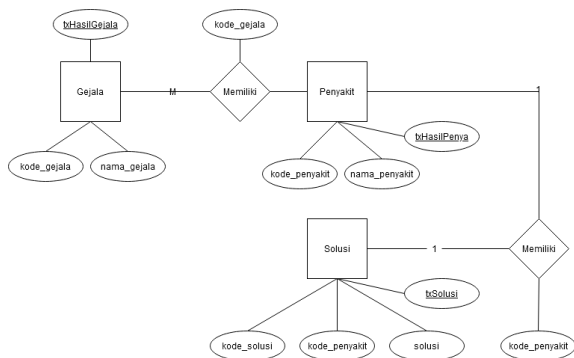 txHasilGejala
kode_gejala
Gejala
M
Memiliki
Penyakit
1
txHasilPenya
kode_gejala
nama_gejala
kode_penyakit
nama_penyakit
Solusi
1
Memiliki
txSolusi
kode_solusi
kode_penyakit
solusi
kode_penyakit